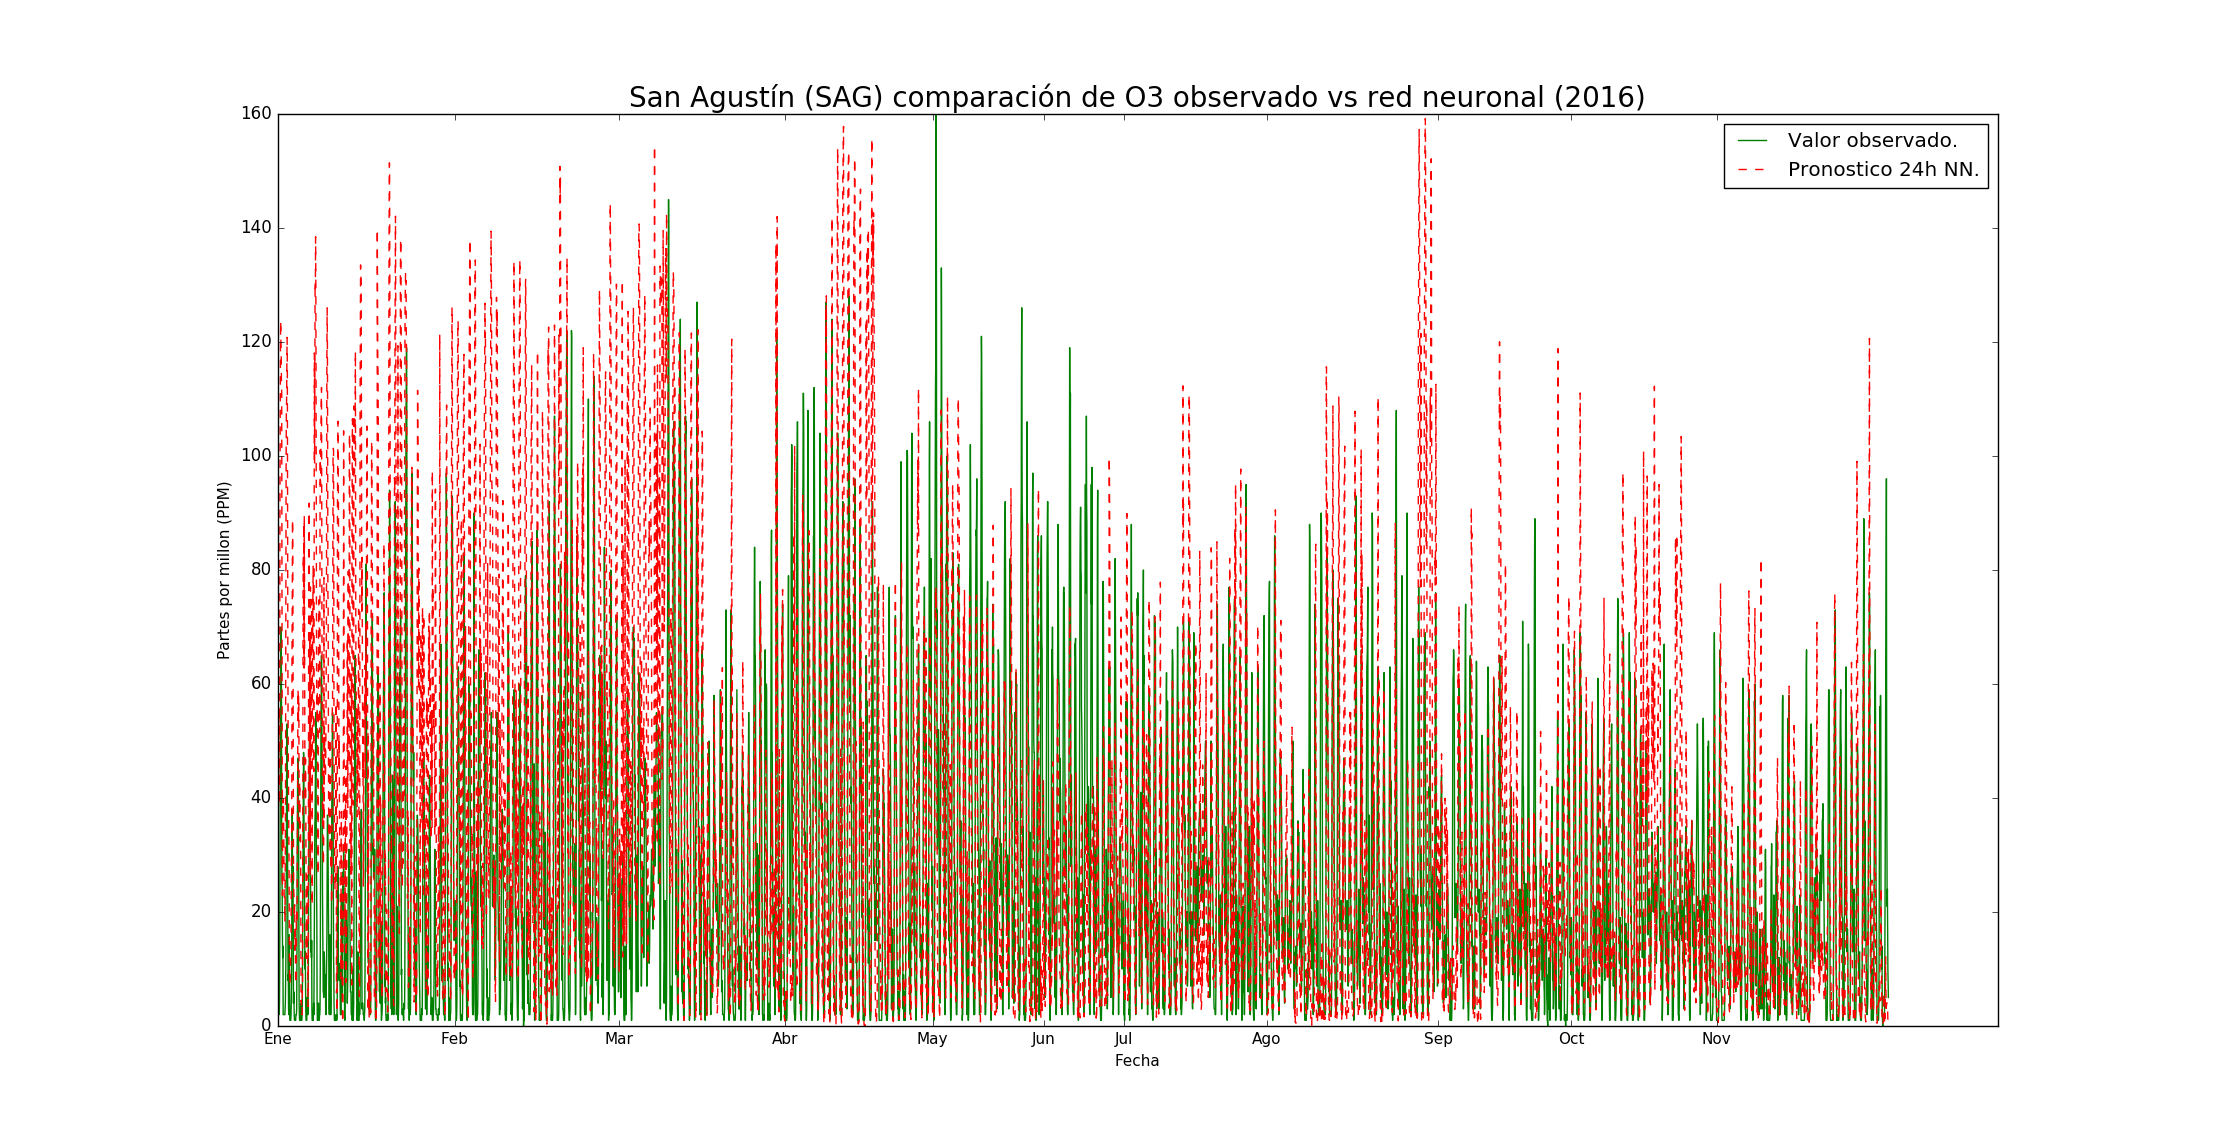 San Agustín (SAG) comparación de O3 observado vs red neuronal (2016)
Valor observado.
Pronostico 24h NN.
Partes por millon (PPM)
160
140
120
100
80
60
40
20
0
Ene Feb Mar Abr May Jun Jul Ago Sep Oct Nov
Fecha